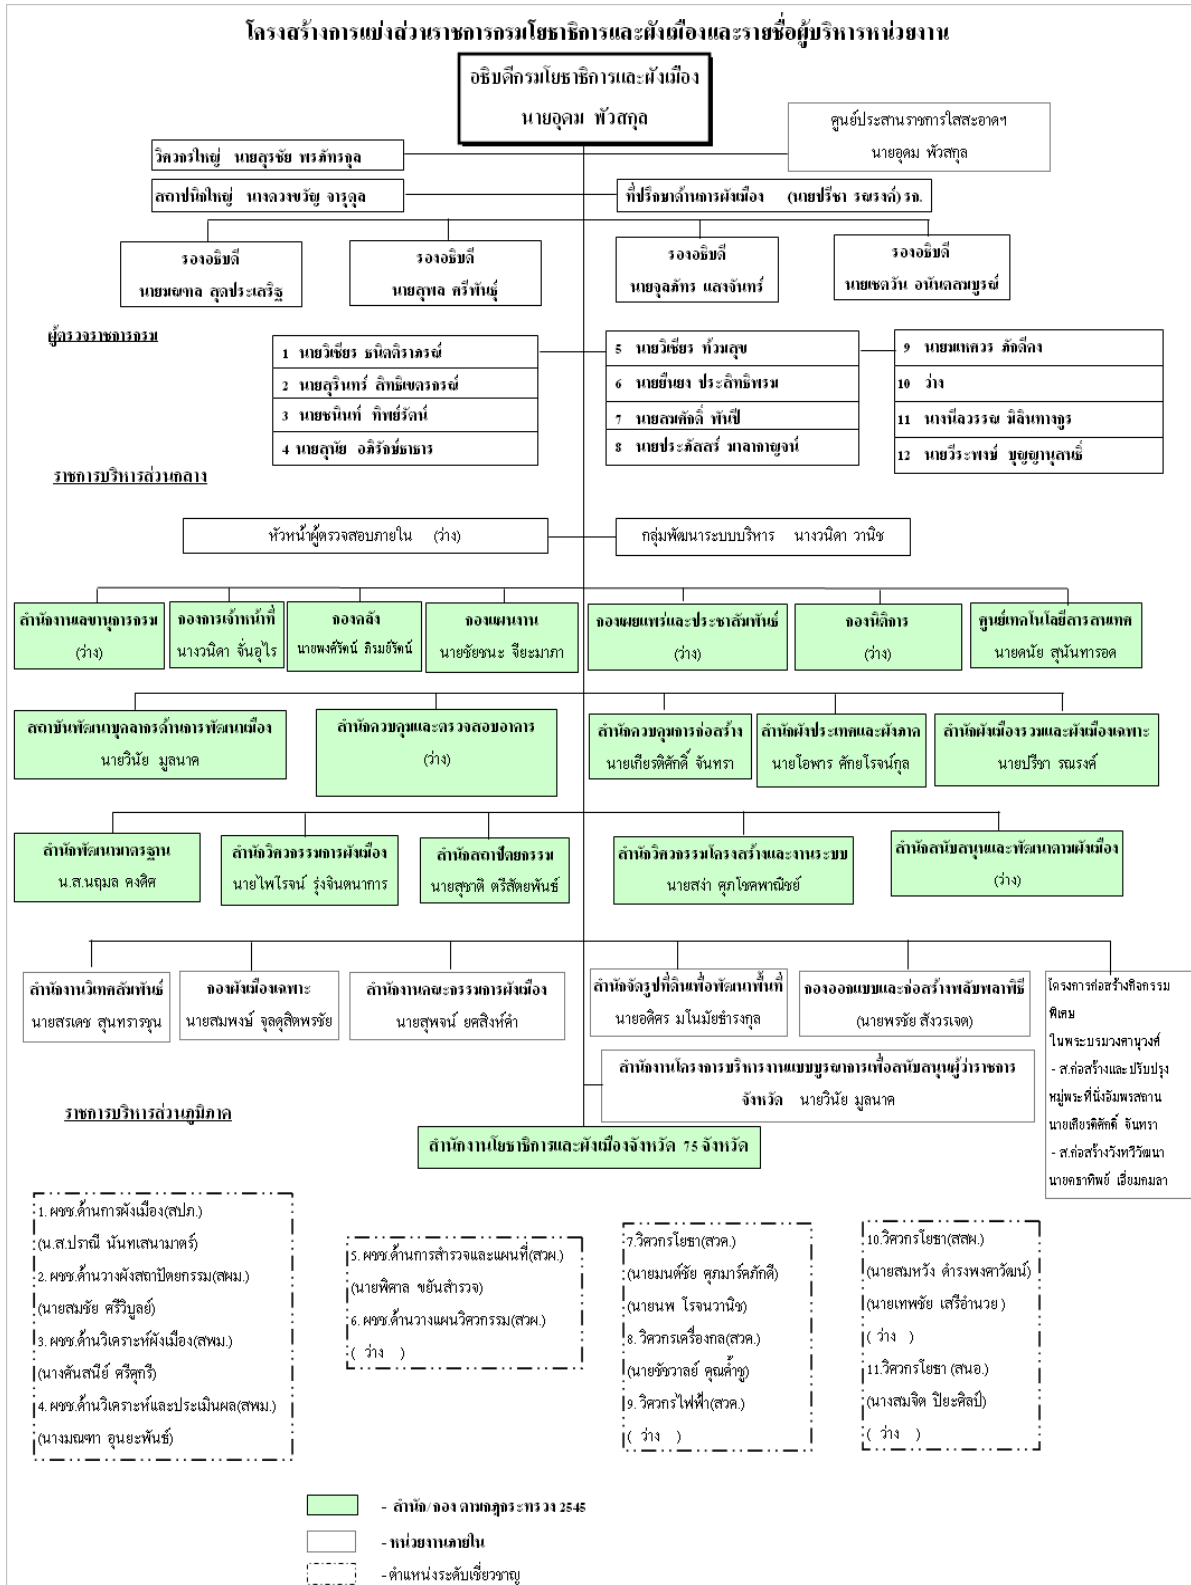 โครงสร้างการแบ่งส่วนราชการกรมโยธาธิการและผังเมืองและรายชื่อผู้บริหารหน่วยงาน
อธิบดีกรมโยธาธิการและผังเมือง
นายอุดม พัวสกุล
ศูนย์ประสานราชการใสสะอาดฯ
นายอุดม พัวสกุล
วิศวกรใหญ่ นายสุรชัย พรภัทรกุล
สถาปนิกใหญ่ นางดวงขวัญ จารุดุล
ที่ปรึกษาด้านการผังเมือง (นายปรีชา รณรงค์) รก.
รองอธิบดี
นายมณฑล สุดประเสริฐ
รองอธิบดี
นายสุพล ศรีพันธุ์
รองอธิบดี
นายจุลภัทร แสงจันทร์
รองอธิบดี
นายเชตวัน อนันตสมบูรณ์
ผู้ตรวจราชการกรม
1 นายวิเชียร ธนิตติราภรณ์
2 นายสุรินทร์ สิทธิเขตรกรณ์
3 นายชนินท์ ทิพย์รัตน์
4 นายสุนัย อภิรักษ์ธาธาร
5 นายวิเชียร ท้วมสุข
6 นายยืนยง ประสิทธิพรม
7 นายสมศักดิ์ พันปี
8 นายประภัสสร์ มาลากาญจน์
9 นายมเหศวร ภักดีคง
10 ว่าง
11 นางนีลวรรณ มิลินทางกูร
12 นายวีระพงษ์ บุญญานุสนธิ์
ราชการบริหารส่วนกลาง
หัวหน้าผู้ตรวจสอบภายใน (ว่าง)
กลุ่มพัฒนาระบบบริหาร นางวนิดา วานิช
สำนักงานเลขานุการกรม
(ว่าง)
กองการเจ้าหน้าที่
นางวนิดา จั่นอุไร
กองคลัง
นายพงศ์รัตน์ ภิรมย์รัตน์
กองแผนงาน
นายชัยชนะ จียะมาภา
กองเผยแพร่และประชาสัมพันธ์
(ว่าง)
กองนิติการ
(ว่าง)
ศูนย์เทคโนโลยีสารสนเทศ
นายดนัย สุนันทารอด
สถาบันพัฒนาบุคลากรด้านการพัฒนาเมือง
นายวินัย มูลนาค
สำนักควบคุมและตรวจสอบอาคาร
(ว่าง)
สำนักควบคุมการก่อสร้าง
นายเกียรติศักดิ์ จันทรา
สำนักผังประเทศและผังภาค
นายโอฬาร ศักยโรจน์กุล
สำนักผังเมืองรวมและผังเมืองเฉพาะ
นายปรีชา รณรงค์
สำนักพัฒนามาตรฐาน
น.ส.นฤมล คงดิศ
สำนักวิศวกรรมการผังเมือง
นายไพโรจน์ รุ่งจินตนาการ
สำนักสถาปัตยกรรม
นายสุชาติ ตรีสัตยพันธ์
สำนักวิศวกรรมโครงสร้างและงานระบบ
นายสง่า ศุภโชคพาณิชย์
สำนักสนับสนุนและพัฒนาตามผังเมือง
(ว่าง)
สำนักงานวิเทศสัมพันธ์
นายสรเดช สุนทรารชุน
กองผังเมืองเฉพาะ
นายสมพงษ์ จุลดุสิตพรชัย
สำนักงานคณะกรรมการผังเมือง
นายสุพจน์ ยศสิงห์คำ
สำนักจัดรูปที่ดินเพื่อพัฒนาพื้นที่
นายอดิศร มโนมัยธำรงกุล
กองออกแบบและก่อสร้างพลับพลาพิธี
(นายพรชัย สังวรเจต)
โครงการก่อสร้างกิจกรรม
พิเศษ
ในพระบรมวงศานุวงศ์
- ส.ก่อสร้างและปรับปรุง
หมู่พระที่นั่งอัมพรสถาน
นายเกียรติศักดิ์ จันทรา
- ส.ก่อสร้างวังทวีวัฒนา
นายคธาทิพย์ เอี่ยมกมลา
สำนักงานโครงการบริหารงานแบบบูรณาการเพื่อสนับสนุนผู้ว่าราชการ
จังหวัด นายวินัย มูลนาค
ราชการบริหารส่วนภูมิภาค
สำนักงานโยธาธิการและผังเมืองจังหวัด 75 จังหวัด
1. ผชช.ด้านการผังเมือง(สปภ.)
(น.ส.ปราณี นันทเสนามาตร์)
2. ผชช.ด้านวางผังสถาปัตยกรรม(สผม.)
(นายสมชัย ศรีวิบูลย์)
3. ผชช.ด้านวิเคราะห์ผังเมือง(สพม.)
(นางคันสนีย์ ศรีศุกรี)
4. ผชช.ด้านวิเคราะห์และประเมินผล(สพม.)
(นางมณฑา อุนยะพันธ์)
5. ผชช.ด้านการสำรวจและแผนที่(สวผ.)
(นายพิศาล ขยันสำรวจ)
6. ผชช.ด้านวางแผนวิศวกรรม(สวผ.)
( ว่าง )
7.วิศวกรโยธา(สวค.)
(นายมนต์ชัย ศุภมาร์คภักดี)
(นายนพ โรจนวานิช)
8. วิศวกรเครื่องกล(สวค.)
(นายชัชวาลย์ คุณค้ำชู)
9. วิศวกรไฟฟ้า(สวค.)
( ว่าง )
10.วิศวกรโยธา(สสผ.)
(นายสมหวัง ดำรงพงศาวัฒน์)
(นายเทพชัย เสรีอำนวย )
( ว่าง )
11.วิศวกรโยธา (สนอ.)
(นางสมจิต ปิยะศิลป์)
( ว่าง )
- สำนัก/กอง ตามกฎกระทรวง 2545
- หน่วยงานภายใน
- ตำแหน่งระดับเชี่ยวชาญ